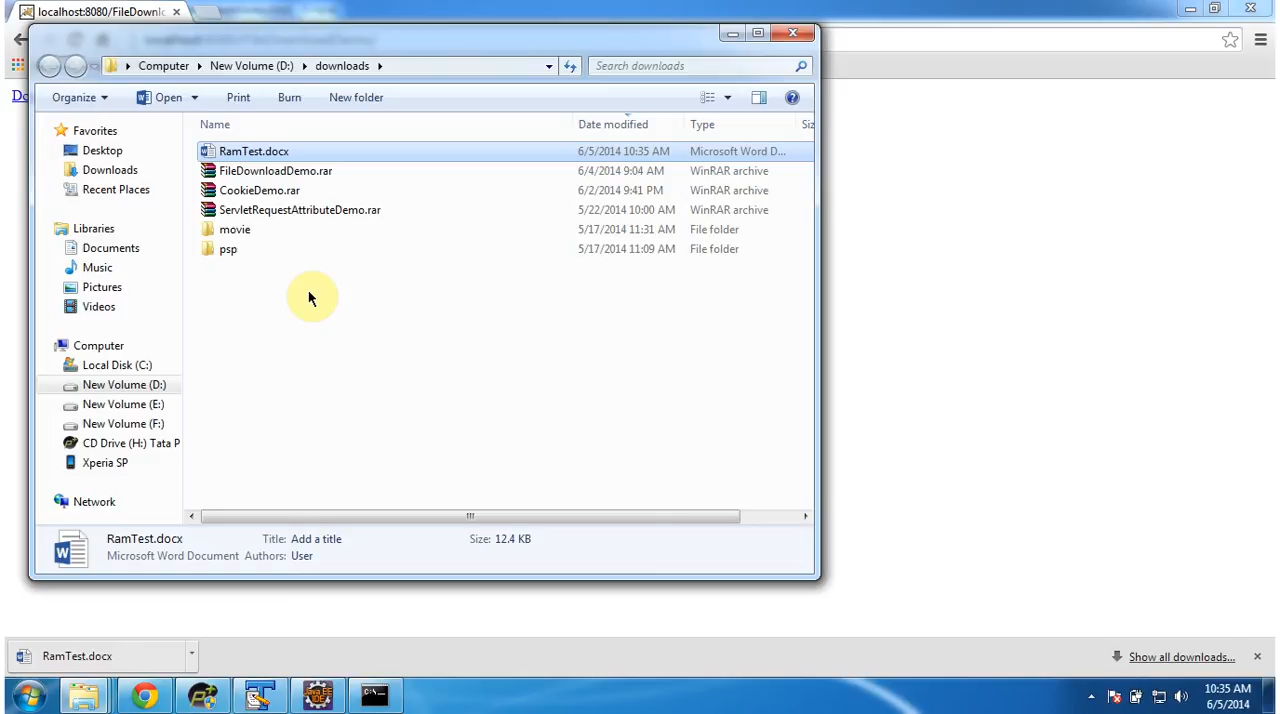 localhost:8080/FileDownl
Computer New Volume (D:) downloads
Search downloads
Organize Open Print Burn New folder
Name Date modified Type Siz
Favorites
Desktop
Downloads
Recent Places
Libraries
Documents
Music
Pictures
Videos
Computer
Local Disk (C:)
New Volume (D:)
New Volume (E:)
New Volume (F:)
CD Drive (H:) Tata P
Xperia SP
Network
RamTest.docx 6/5/2014 10:35 AM Microsoft Word D...
FileDownloadDemo.rar 6/4/2014 9:04 AM WinRAR archive
CookieDemo.rar 6/2/2014 9:41 PM WinRAR archive
ServletRequestAttributeDemo.rar 5/22/2014 10:00 AM WinRAR archive
movie 5/17/2014 11:31 AM File folder
psp 5/17/2014 11:09 AM File folder
RamTest.docx Title: Add a title Size: 12.4 KB
Microsoft Word Document Authors: User
RamTest.docx
Show all downloads...
Java EE
IDE
10:35 AM
6/5/2014